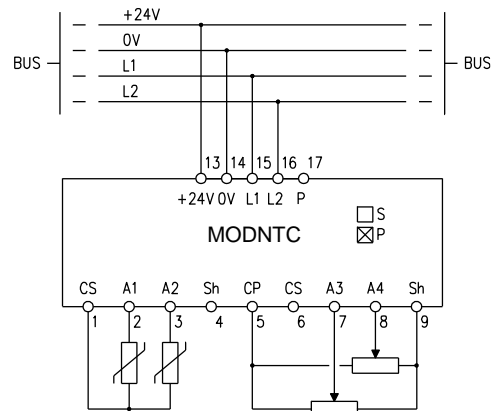 +24V
0V
BUS BUS
L1
L2
13 14 15 16 17
+24V 0V L1 L2 P
S
MODNTC P
CS A1 A2 Sh CP CS A3 A4 Sh
1 2 3 4 5 6 7 8 9